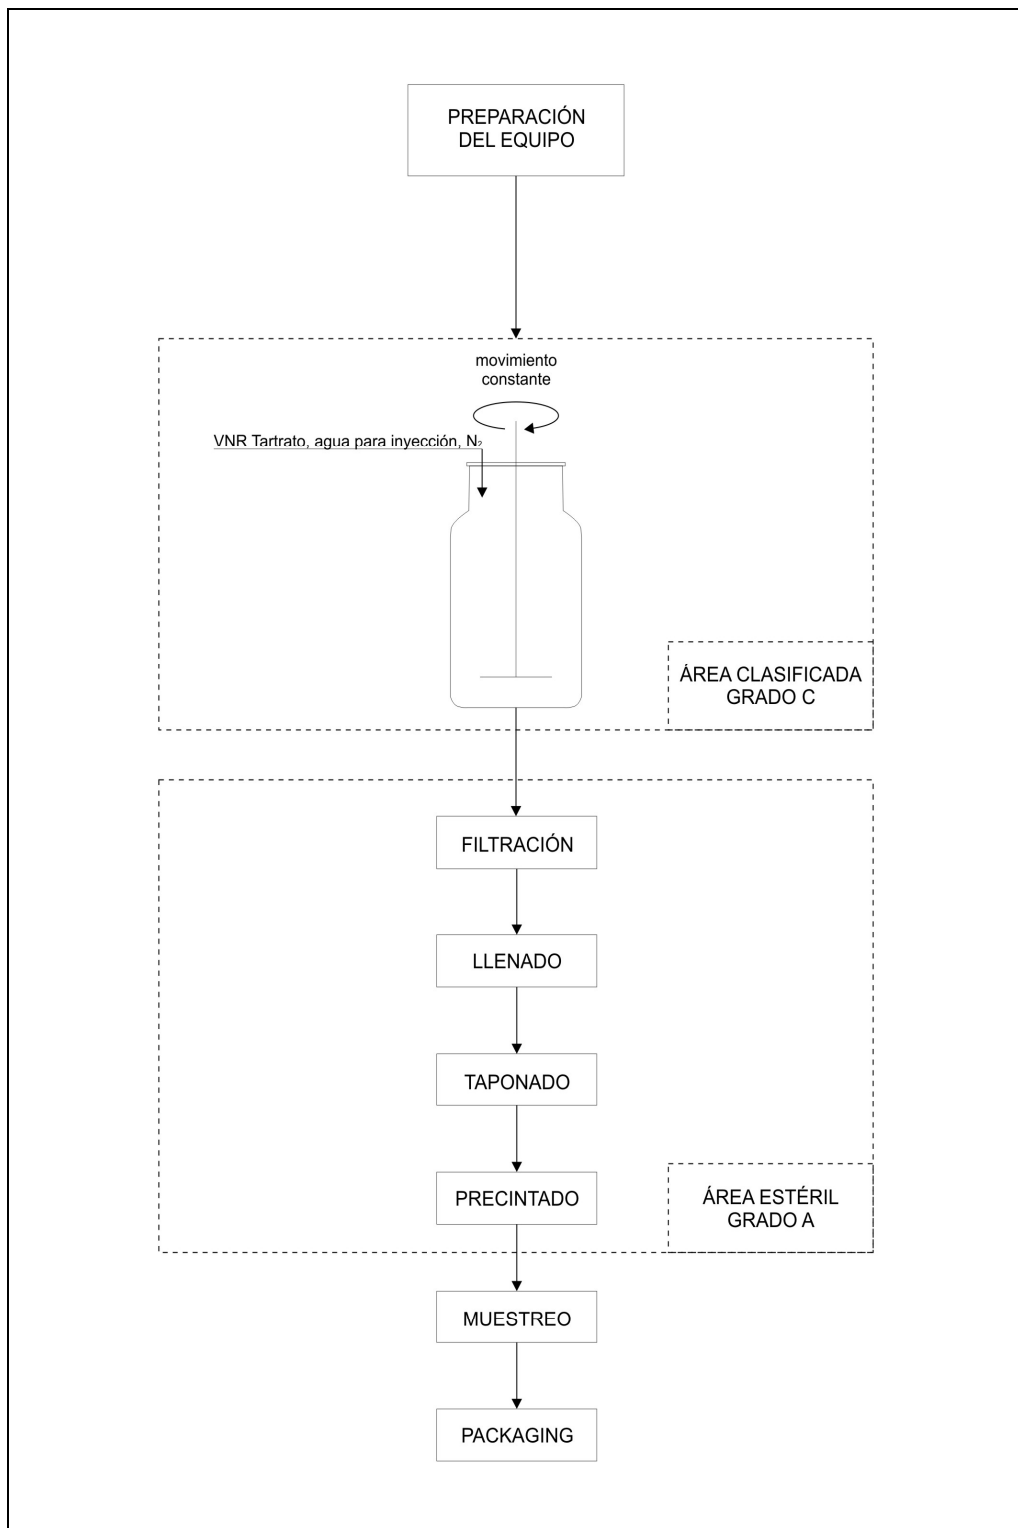 PREPARACIÓN
DEL EQUIPO
movimiento
constante
VNR Tartrato, agua para inyección, N₂
ÁREA CLASIFICADA
GRADO C
FILTRACIÓN
LLENADO
TAPONADO
PRECINTADO
ÁREA ESTÉRIL
GRADO A
MUESTREO
PACKAGING